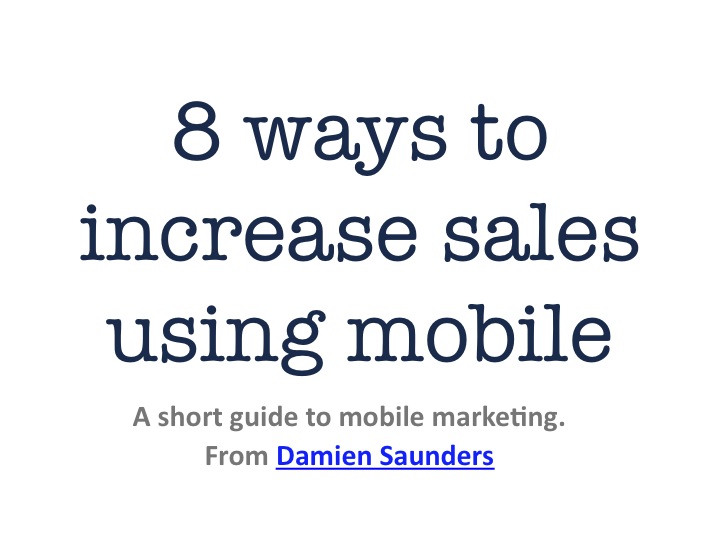 8 ways to
increase sales
using mobile
A short guide to mobile marketing.
From Damien Saunders